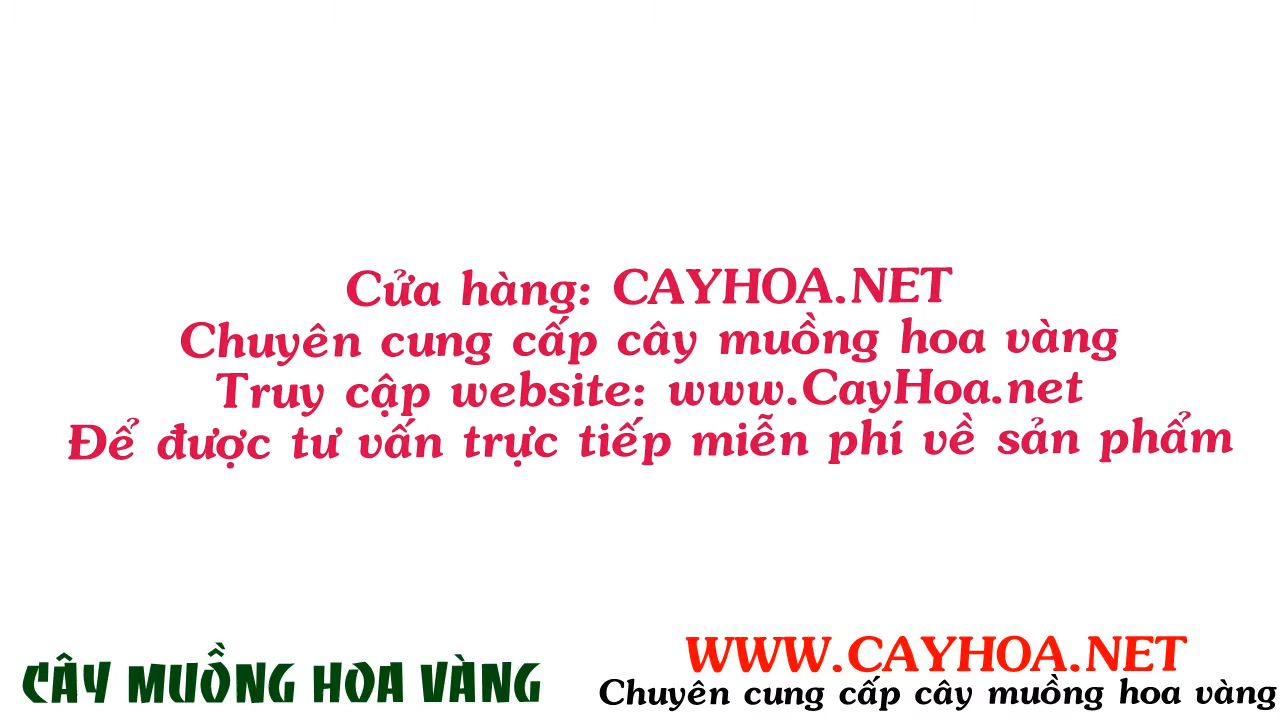 Cửa hàng: CAYHOA.NET
Chuyên cung cấp cây muồng hoa vàng
Truy cập website: www.CayHoa.net
Để được tư vấn trực tiếp miễn phí về sản phẩm
CÂY MUỒNG HOA VÀNG
WWW.CAYHOA.NET
Chuyên cung cấp cây muồng hoa vàng